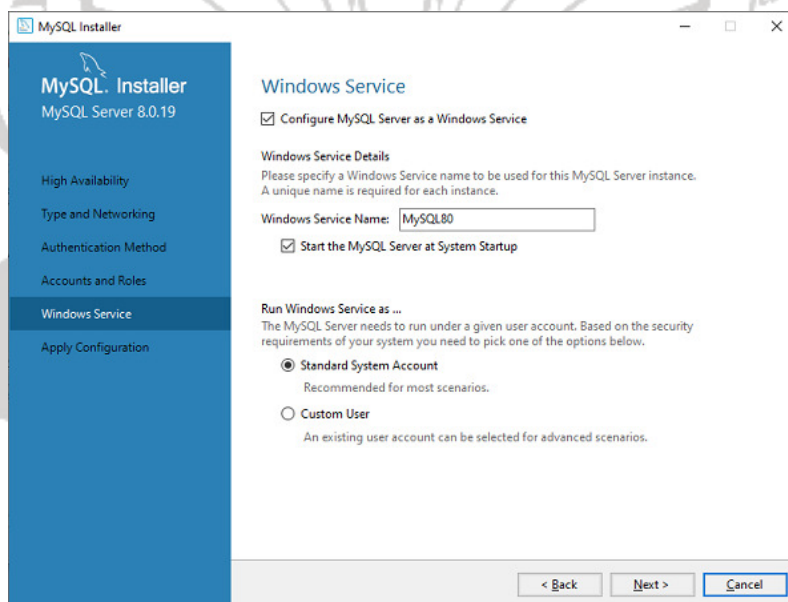 MySQL Installer
MySQL. Installer
MySQL Server 8.0.19
High Availability
Type and Networking
Authentication Method
Accounts and Roles
Windows Service
Apply Configuration
Windows Service
Configure MySQL Server as a Windows Service
Windows Service Details
Please specify a Windows Service name to be used for this MySQL Server instance.
A unique name is required for each instance.
Windows Service Name: MySQL80
Start the MySQL Server at System Startup
Run Windows Service as ...
The MySQL Server needs to run under a given user account. Based on the security
requirements of your system you need to pick one of the options below.
Standard System Account
Recommended for most scenarios.
Custom User
An existing user account can be selected for advanced scenarios.
< Back Next > Cancel